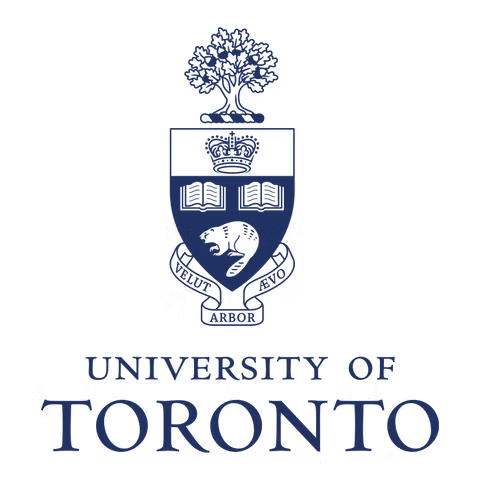 VELUT
ARBOR
ÆVO
UNIVERSITY OF
TORONTO